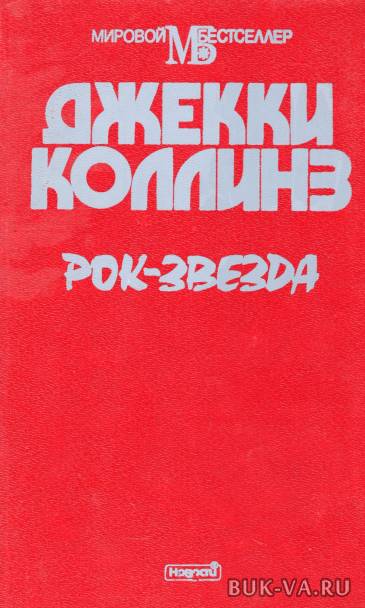 МИРОВОЙ БЕСТСЕЛЛЕР
МБ
ДЖЕККИ
КОЛЛИНЗ
РОК-ЗВЕЗДА
Новости
BUK-VA.RU